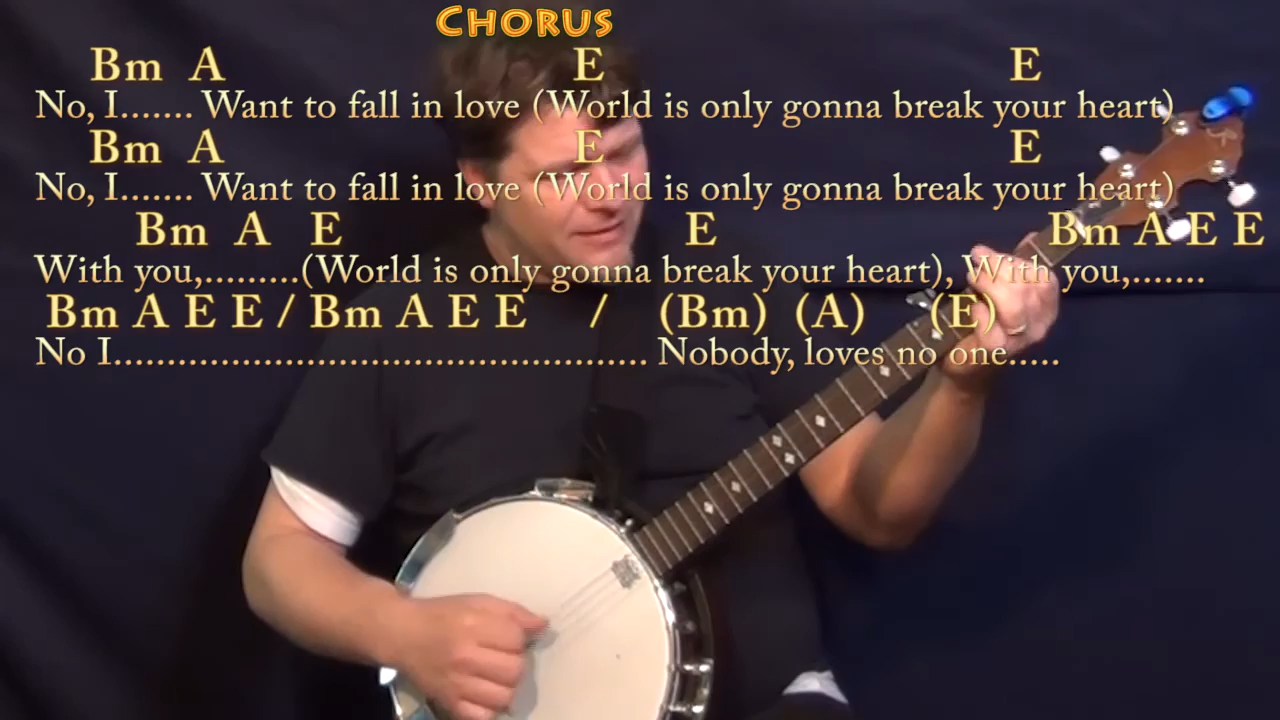 CHORUS
Bm A E E
No, I....... Want to fall in love (World is only gonna break your heart)
Bm A E E
No, I....... Want to fall in love (World is only gonna break your heart)
Bm A E E Bm A E E
With you,.........(World is only gonna break your heart), With you,.......
Bm A E E / Bm A E E / (Bm) (A) (E)
No I.................................................. Nobody, loves no one.....